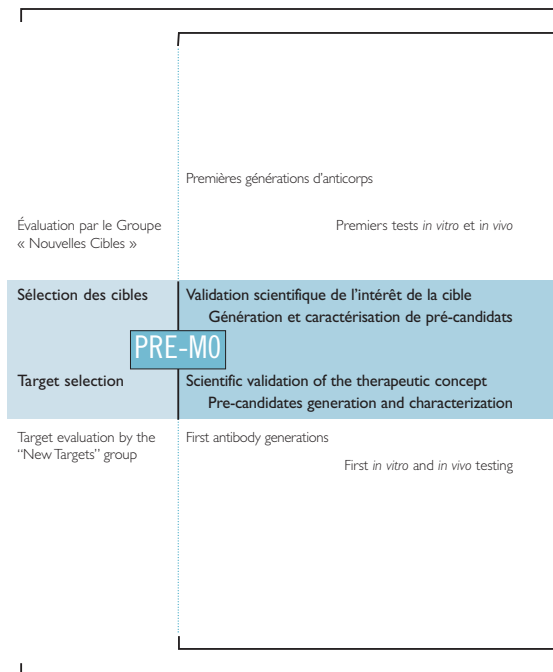 Premières générations d'anticorps
Évaluation par le Groupe
« Nouvelles Cibles »
Premiers tests in vitro et in vivo
Sélection des cibles
Validation scientifique de l'intérêt de la cible
Génération et caractérisation de pré-candidats
PRE-M0
Target selection
Scientific validation of the therapeutic concept
Pre-candidates generation and characterization
Target evaluation by the
“New Targets” group
First antibody generations
First in vitro and in vivo testing